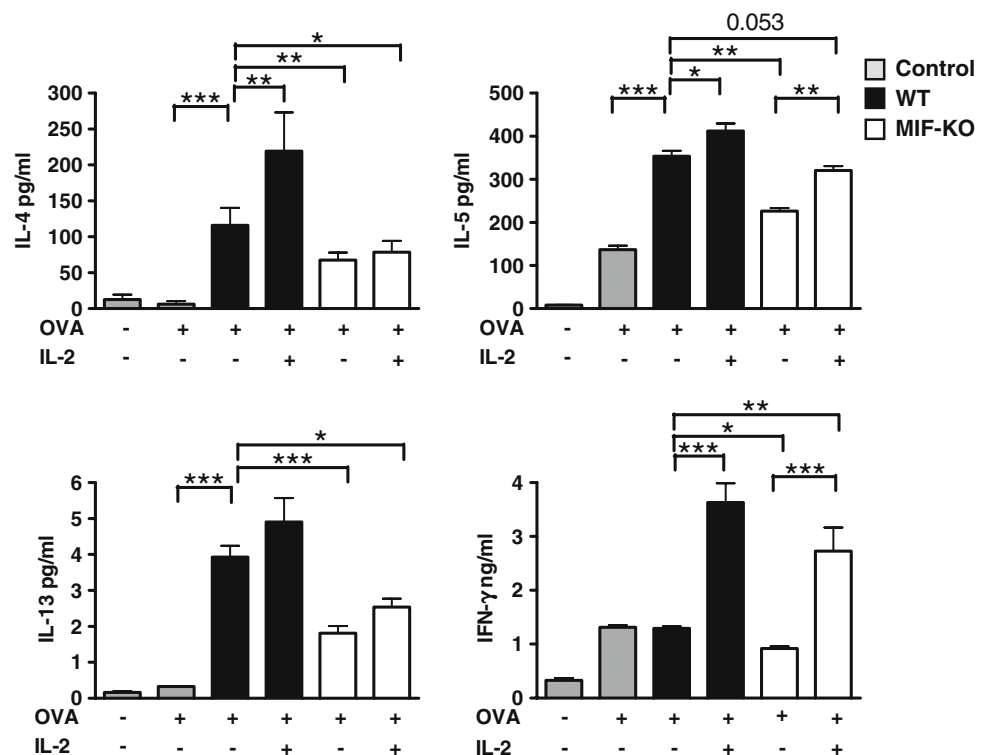 *
**
*** **
300
250
200
150
100
50
0
IL-4 pg/ml
OVA - + + + + +
IL-2 - - - + - +
0.053
**
*** * **
500
400
300
200
100
0
IL-5 pg/ml
OVA - + + + + +
IL-2 - - - + - +
Control
WT
MIF-KO
*
*** ***
6
5
4
3
2
1
0
IL-13 pg/ml
OVA - + + + + +
IL-2 - - - + - +
**
*
*** ***
4
3
2
1
0
IFN-γ ng/ml
OVA - + + + + +
IL-2 - - - + - +